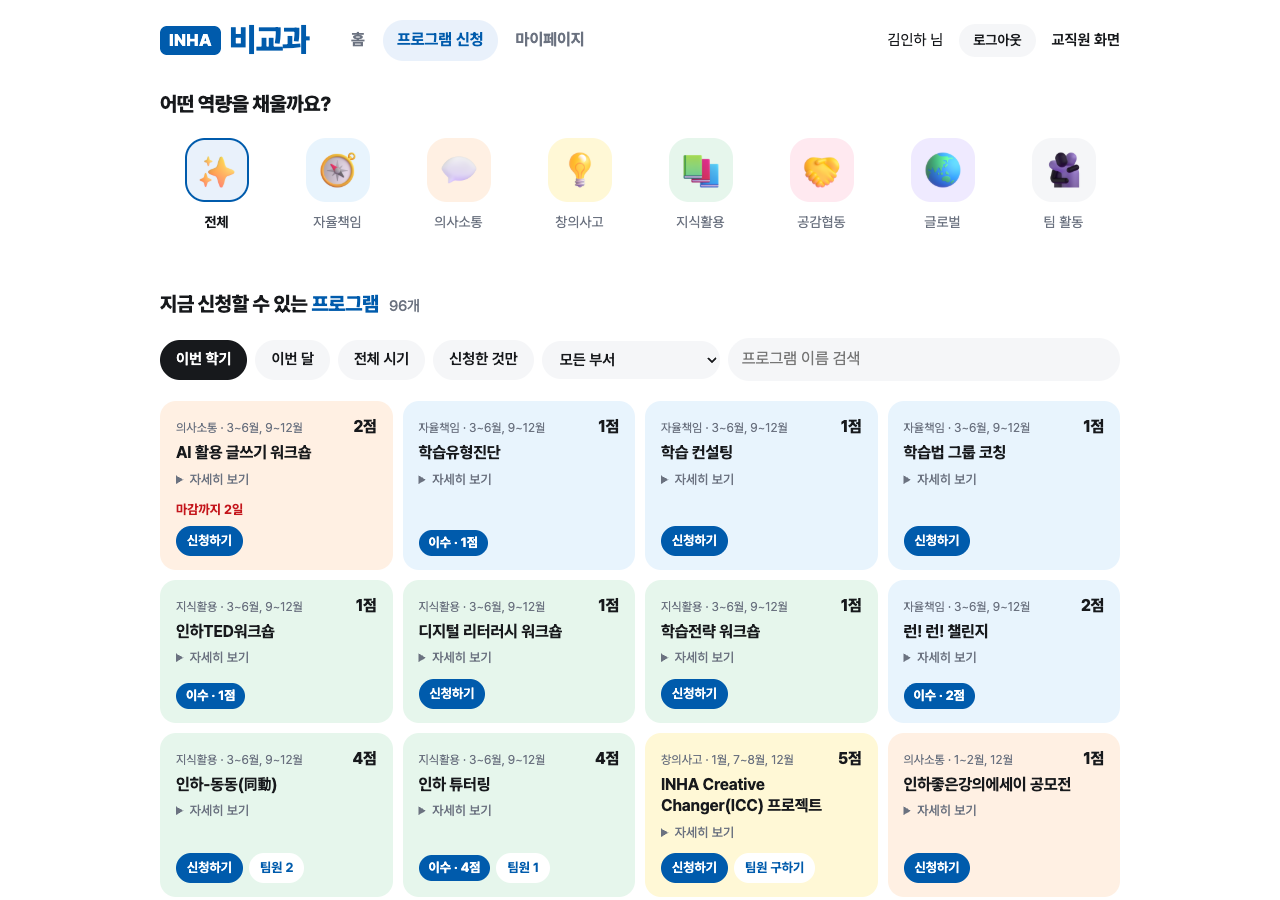 INHA 비교과 홈 프로그램 신청 마이페이지 김인하 님 로그아웃 교직원 화면
어떤 역량을 채울까요?
전체 자율책임 의사소통 창의사고 지식활용 공감협동 글로벌 팀 활동
지금 신청할 수 있는 프로그램 96개
이번 학기 이번 달 전체 시기 신청한 것만 모든 부서 프로그램 이름 검색
의사소통 · 3~6월, 9~12월 2점
AI 활용 글쓰기 워크숍
▶ 자세히 보기
마감까지 2일
신청하기
자율책임 · 3~6월, 9~12월 1점
학습유형진단
▶ 자세히 보기
이수 · 1점
자율책임 · 3~6월, 9~12월 1점
학습 컨설팅
▶ 자세히 보기
신청하기
자율책임 · 3~6월, 9~12월 1점
학습법 그룹 코칭
▶ 자세히 보기
신청하기
지식활용 · 3~6월, 9~12월 1점
인하TED워크숍
▶ 자세히 보기
이수 · 1점
지식활용 · 3~6월, 9~12월 1점
디지털 리터러시 워크숍
▶ 자세히 보기
신청하기
지식활용 · 3~6월, 9~12월 1점
학습전략 워크숍
▶ 자세히 보기
신청하기
자율책임 · 3~6월, 9~12월 2점
런! 런! 챌린지
▶ 자세히 보기
이수 · 2점
지식활용 · 3~6월, 9~12월 4점
인하-동동(同動)
▶ 자세히 보기
신청하기 팀원 2
지식활용 · 3~6월, 9~12월 4점
인하 튜터링
▶ 자세히 보기
이수 · 4점 팀원 1
창의사고 · 1월, 7~8월, 12월 5점
INHA Creative
Changer(ICC) 프로젝트
▶ 자세히 보기
신청하기 팀원 구하기
의사소통 · 1~2월, 12월 1점
인하좋은강의에세이 공모전
▶ 자세히 보기
신청하기